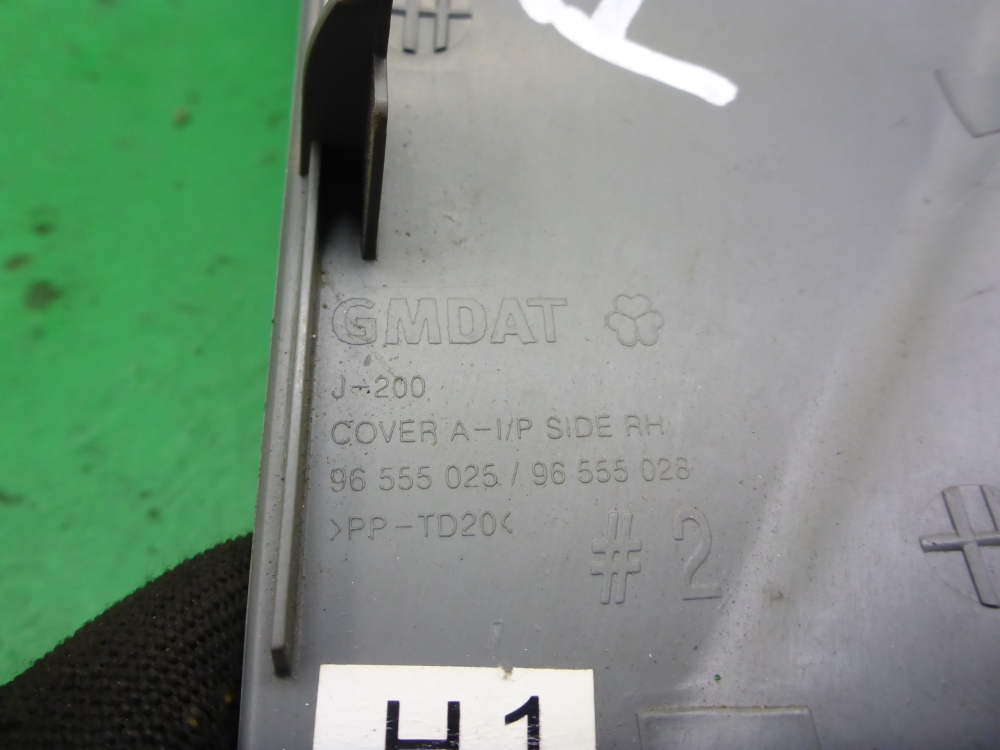 GMDAT
J-200
COVER A-I/P SIDE RH
96 555 025 / 96 555 028
>PP-TD20<
# 2
H1